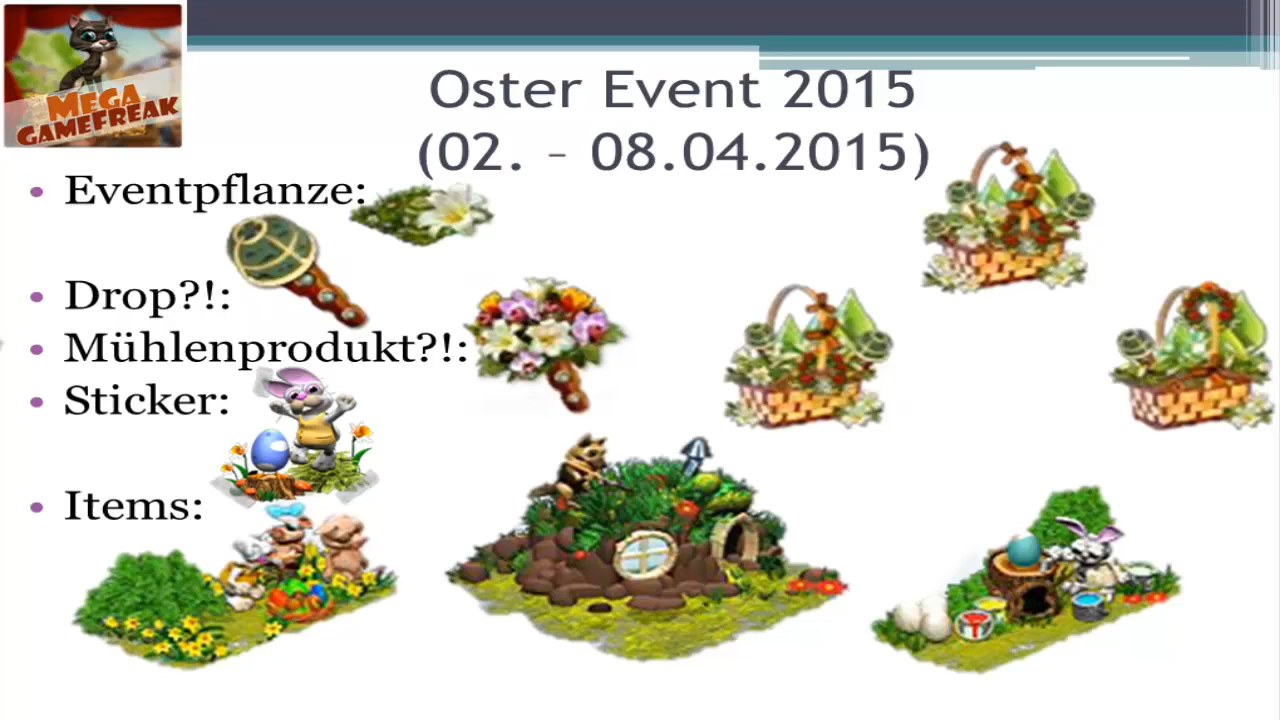 MEGA
GAMEFREAK
Oster Event 2015
(02. – 08.04.2015)
• Eventpflanze:
• Drop?!:
• Mühlenprodukt?!:
• Sticker:
• Items: